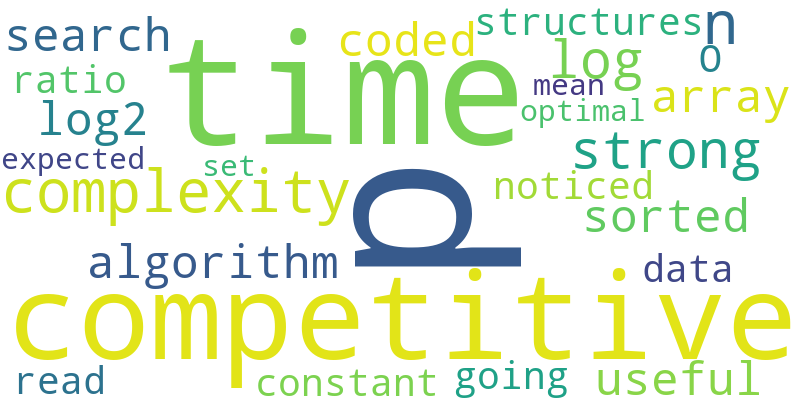 search
time
coded
structures
n
log
o
ratio
mean
array
log2
optimal
strong
expected
set
complexity
p
noticed
sorted
algorithm
data
competitive
read
constant
going
useful